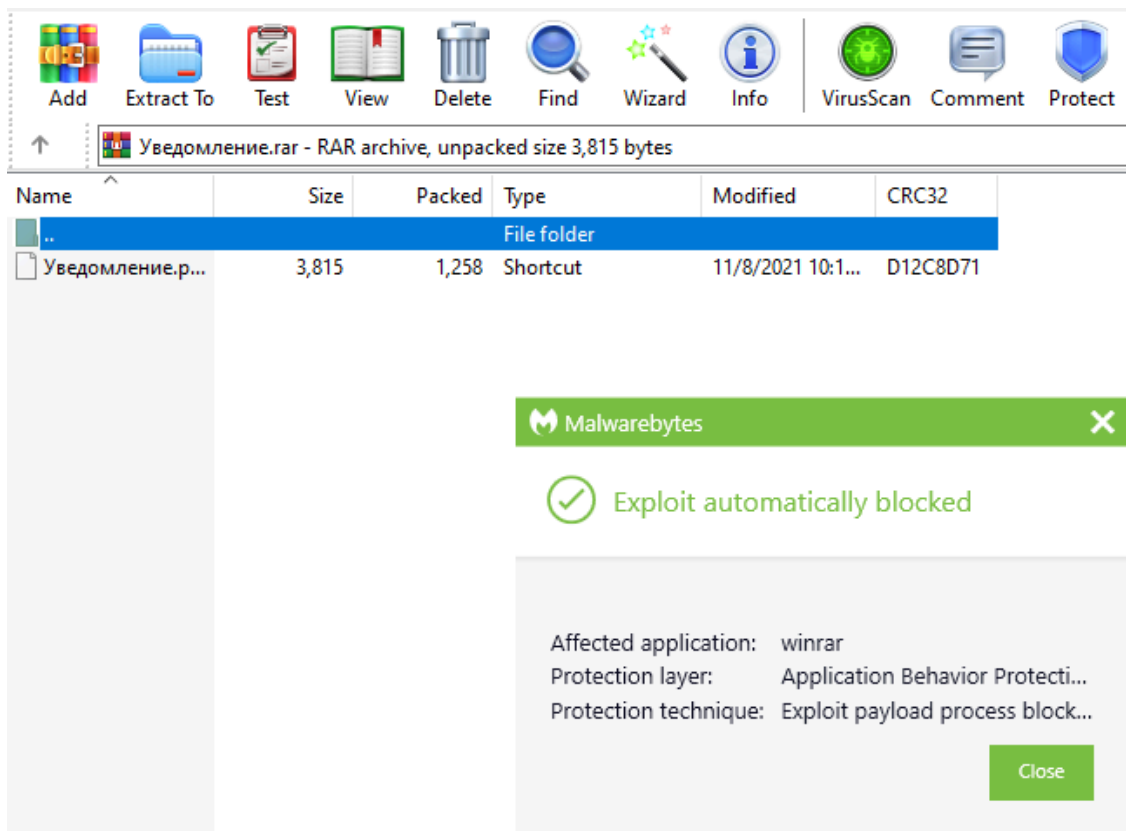 Add Extract To Test View Delete Find Wizard Info VirusScan Comment Protect
Уведомление.rar - RAR archive, unpacked size 3,815 bytes
Name Size Packed Type Modified CRC32
.. File folder
Уведомление.p... 3,815 1,258 Shortcut 11/8/2021 10:1... D12C8D71
Malwarebytes
Exploit automatically blocked
Affected application: winrar
Protection layer: Application Behavior Protecti...
Protection technique: Exploit payload process block...
Close